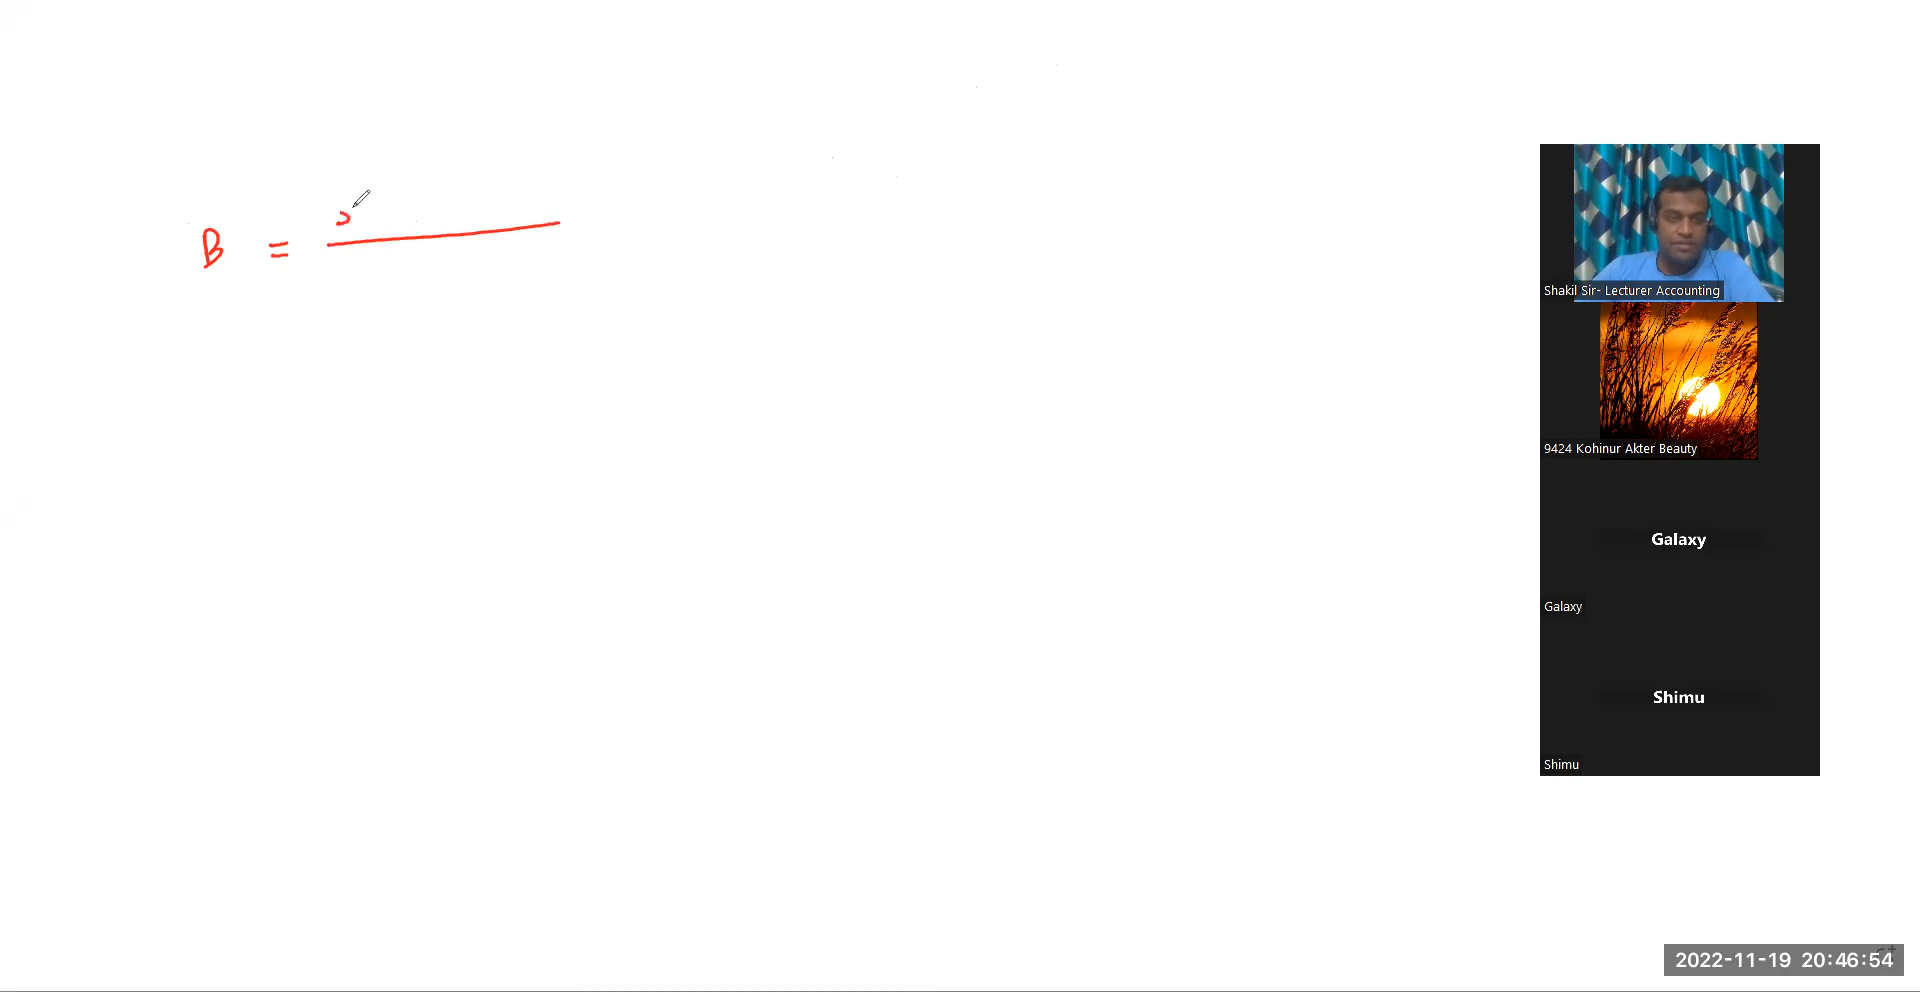 B =
Shakil Sir- Lecturer Accounting
9424 Kohinur Akter Beauty
Galaxy
Galaxy
Shimu
Shimu
2022-11-19 20:46:54